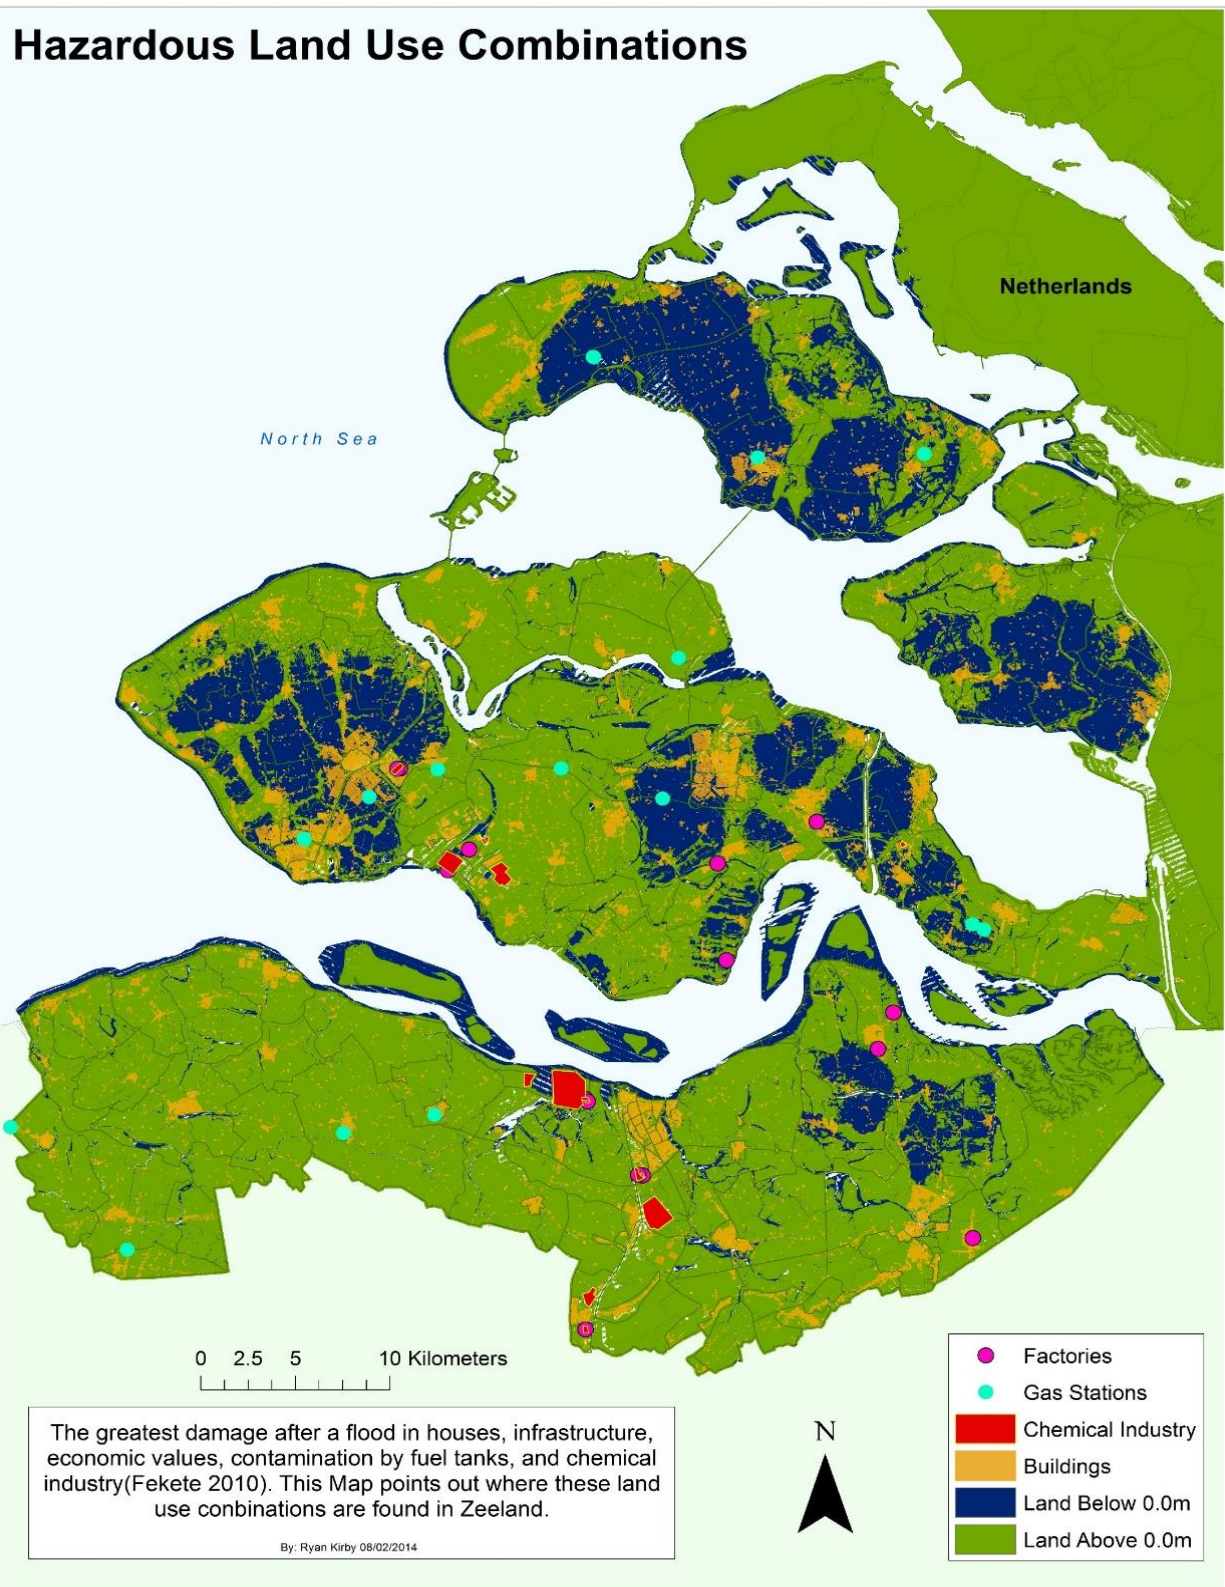 Hazardous Land Use Combinations
Netherlands
North Sea
0 2.5 5 10 Kilometers
The greatest damage after a flood in houses, infrastructure,
economic values, contamination by fuel tanks, and chemical
industry(Fekete 2010). This Map points out where these land
use conbinations are found in Zeeland.
By: Ryan Kirby 08/02/2014
N
Factories
Gas Stations
Chemical Industry
Buildings
Land Below 0.0m
Land Above 0.0m